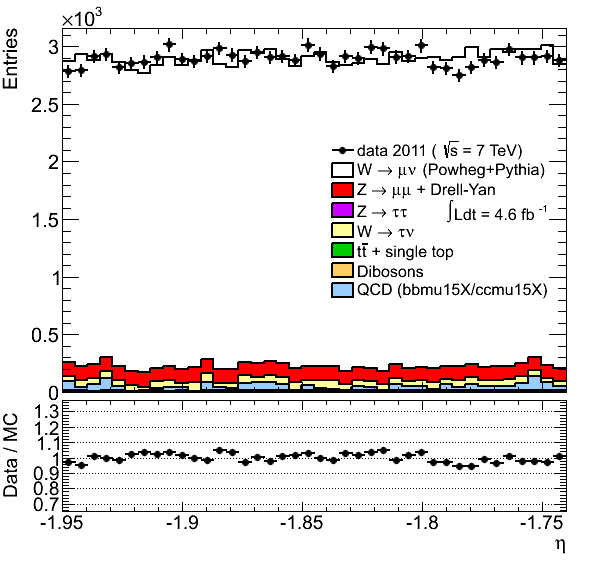 ×10³
Entries
3
2.5
2
1.5
1
0.5
0
data 2011 ( √s = 7 TeV)
W → μν (Powheg+Pythia)
Z → μμ + Drell-Yan
Z → ττ
∫Ldt = 4.6 fb⁻¹
W → τν
tt̅ + single top
Dibosons
QCD (bbmu15X/ccmu15X)
Data / MC
1.3
1.2
1.1
1
0.9
0.8
0.7
-1.95
-1.9
-1.85
-1.8
-1.75
η